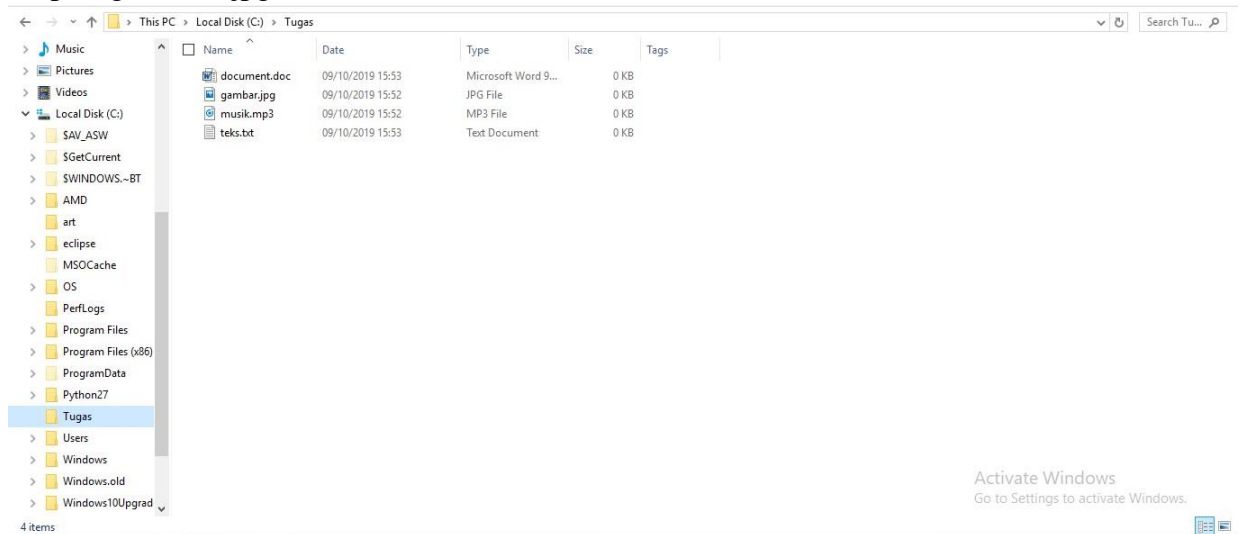 This PC > Local Disk (C:) > Tugas
Search Tu...
Name Date Type Size Tags
document.doc 09/10/2019 15:53 Microsoft Word 9... 0 KB
gambar.jpg 09/10/2019 15:52 JPG File 0 KB
musik.mp3 09/10/2019 15:52 MP3 File 0 KB
teks.txt 09/10/2019 15:53 Text Document 0 KB
Music
Pictures
Videos
Local Disk (C:)
$AV_ASW
$GetCurrent
$WINDOWS.~BT
AMD
art
eclipse
MSOCache
OS
PerfLogs
Program Files
Program Files (x86)
ProgramData
Python27
Tugas
Users
Windows
Windows.old
Windows10Upgrad
Activate Windows
Go to Settings to activate Windows.
4 items